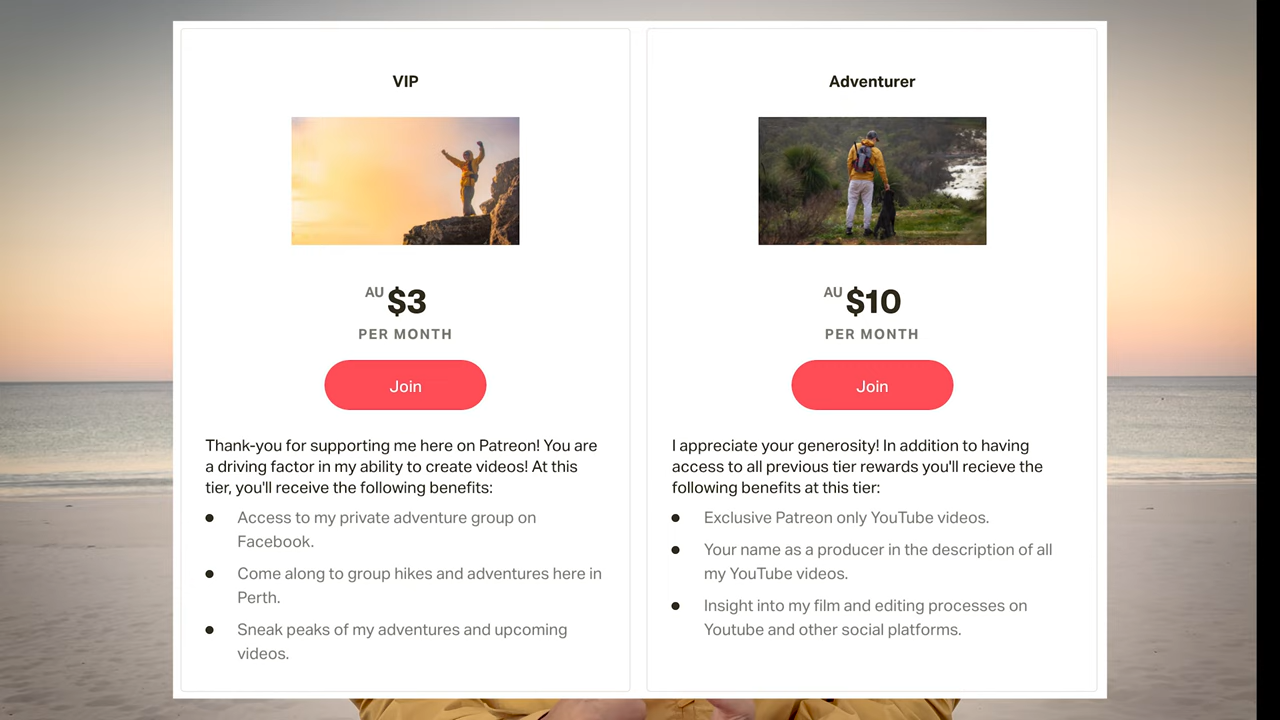 VIP
AU $3
PER MONTH
Join
Thank-you for supporting me here on Patreon! You are
a driving factor in my ability to create videos! At this
tier, you'll receive the following benefits:
Access to my private adventure group on
Facebook.
Come along to group hikes and adventures here in
Perth.
Sneak peaks of my adventures and upcoming
videos.
Adventurer
AU $10
PER MONTH
Join
I appreciate your generosity! In addition to having
access to all previous tier rewards you'll recieve the
following benefits at this tier:
Exclusive Patreon only YouTube videos.
Your name as a producer in the description of all
my YouTube videos.
Insight into my film and editing processes on
Youtube and other social platforms.